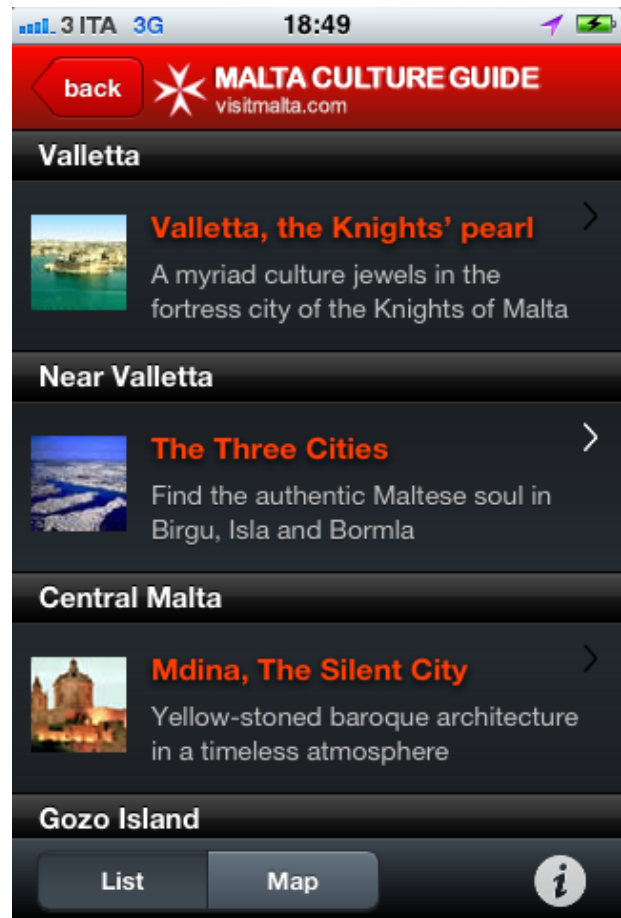 3 ITA 3G 18:49
back
MALTA CULTURE GUIDE
visitmalta.com
Valletta
Valletta, the Knights’ pearl
A myriad culture jewels in the
fortress city of the Knights of Malta
Near Valletta
The Three Cities
Find the authentic Maltese soul in
Birgu, Isla and Bormla
Central Malta
Mdina, The Silent City
Yellow-stoned baroque architecture
in a timeless atmosphere
Gozo Island
List Map i